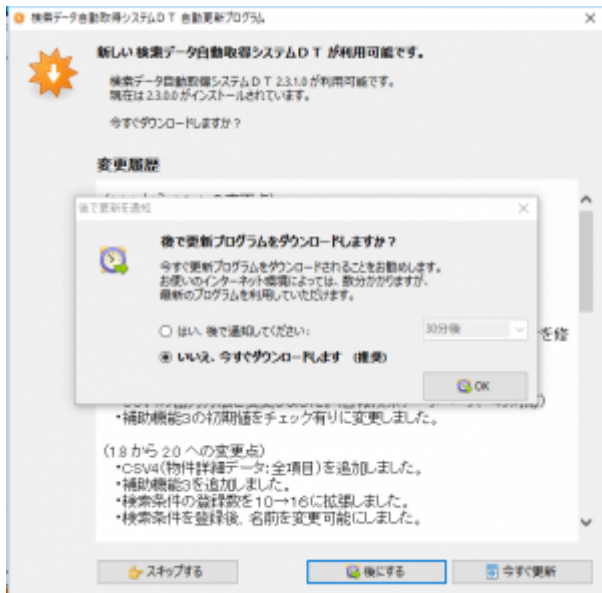 検索データ自動取得システムDT 自動更新プログラム
新しい 検索データ自動取得システムDT が利用可能です。
検索データ自動取得システムDT 2.3.1.0が利用可能です。
現在は2.3.0.0がインストールされています。
今すぐダウンロードしますか?
変更履歴
後で更新を通知
後で更新プログラムをダウンロードしますか?
今すぐ更新プログラムをダウンロードされることをお勧めします。
お使いのインターネット環境によっては、数分かかりますが、
最新のプログラムを利用していただけます。
はい、後で通知してください:
30分後
を修
いいえ、今すぐダウンロードします (推奨)
OK
・補助機能3の初期値をチェック有りに変更しました。
(1.8 から 2.0 への変更点)
・CSV4(物件詳細データ:全項目)を追加しました。
・補助機能3を追加しました。
・検索条件の登録数を10→16に拡張しました。
・検索条件を登録後、名前を変更可能にしました。
スキップする
後にする
今すぐ更新